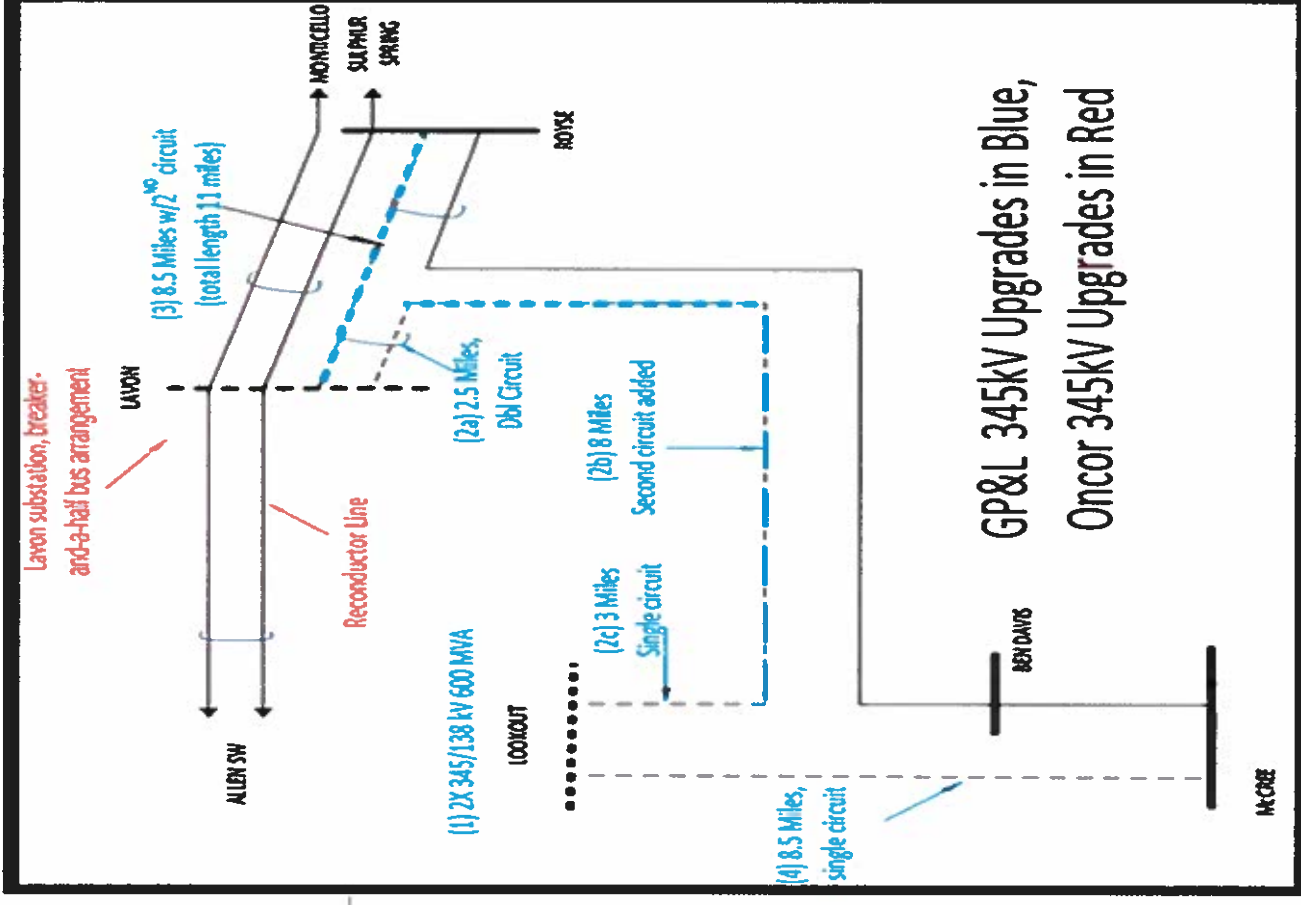 Lavon substation, breaker-
and-a-half bus arrangement
LAVON
MONTICELLO
SULPHUR
SPRING
(3) 8.5 Miles w/2ND circuit
(total length 11 miles)
ROYSE
ALLEN SW
Reconductor Line
(2a) 2.5 Miles,
Dbl Circuit
(1) 2X 345/138 kV 600 MVA
LOOKOUT
(2b) 8 Miles
Second circuit added
(2c) 3 Miles
Single circuit
(4) 8.5 Miles,
single circuit
BEN DAVIS
McCREE
GP&L 345kV Upgrades in Blue,
Oncor 345kV Upgrades in Red